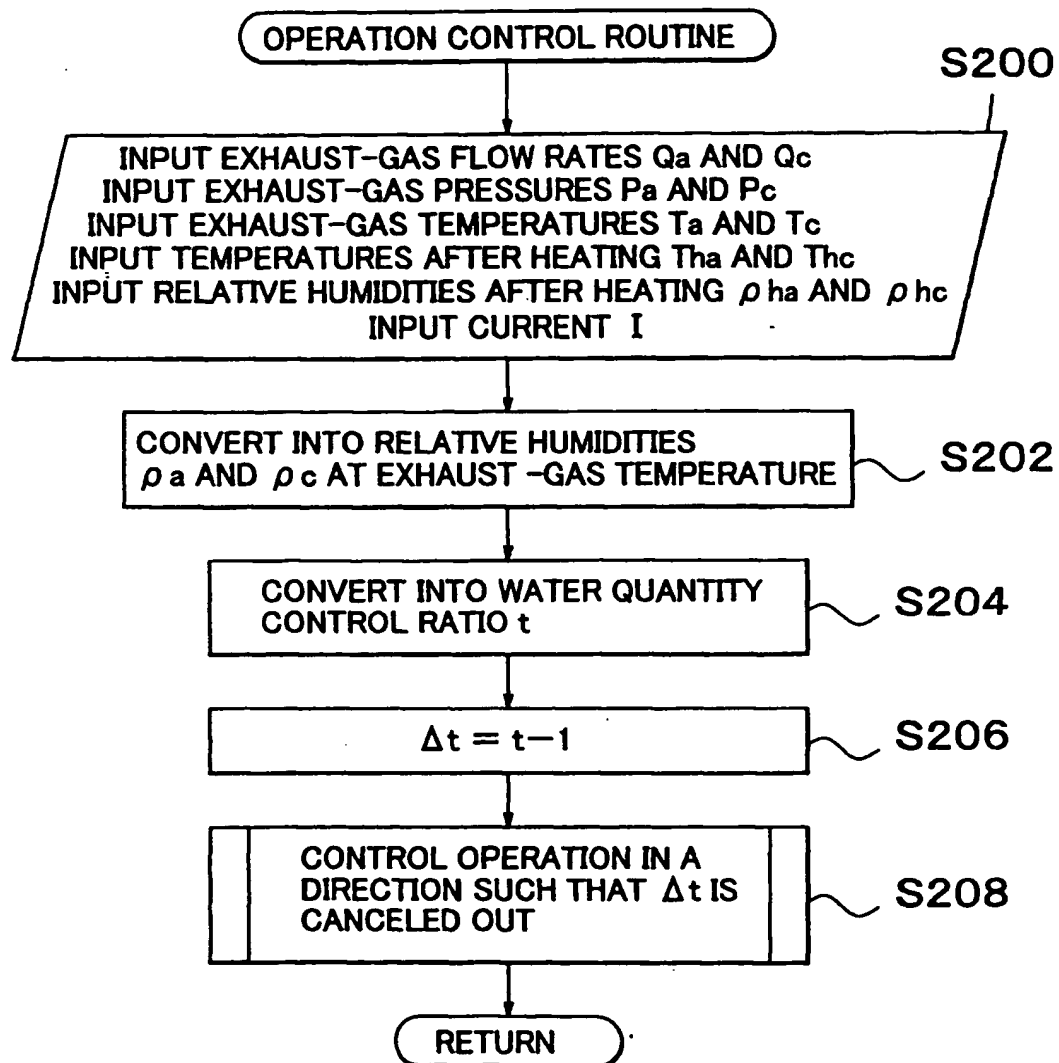 OPERATION CONTROL ROUTINE
S200
INPUT EXHAUST-GAS FLOW RATES Qa AND Qc
INPUT EXHAUST-GAS PRESSURES Pa AND Pc
INPUT EXHAUST-GAS TEMPERATURES Ta AND Tc
INPUT TEMPERATURES AFTER HEATING Tha AND Thc
INPUT RELATIVE HUMIDITIES AFTER HEATING ρha AND ρhc
INPUT CURRENT I
CONVERT INTO RELATIVE HUMIDITIES
ρa AND ρc AT EXHAUST-GAS TEMPERATURE
S202
CONVERT INTO WATER QUANTITY
CONTROL RATIO t
S204
Δt = t-1
S206
CONTROL OPERATION IN A
DIRECTION SUCH THAT Δt IS
CANCELED OUT
S208
RETURN